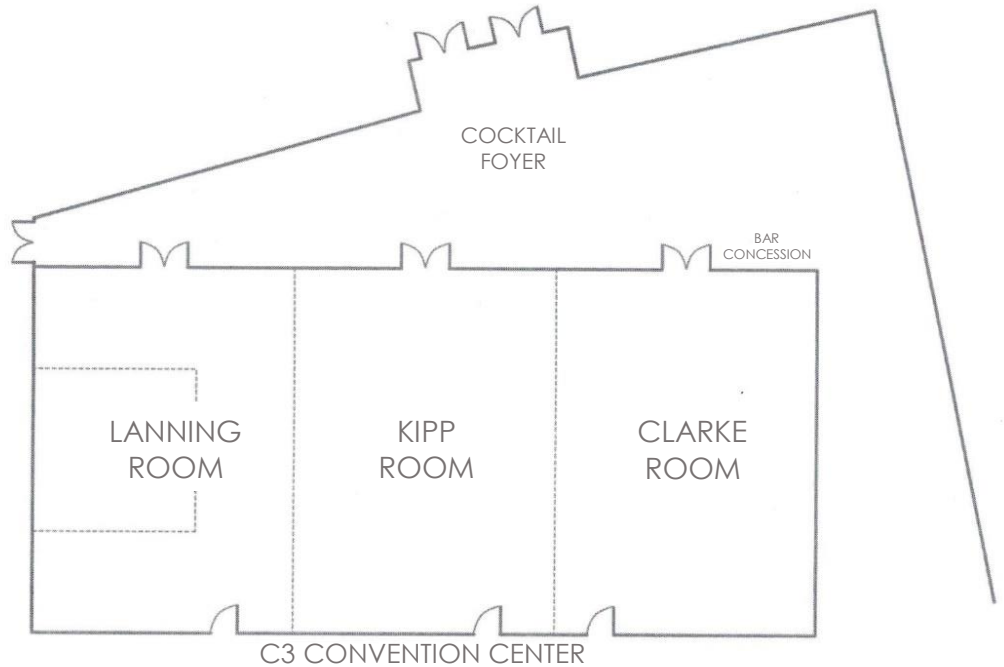 COCKTAIL
FOYER
BAR
CONCESSION
LANNING
ROOM
KIPP
ROOM
CLARKE
ROOM
C3 CONVENTION CENTER